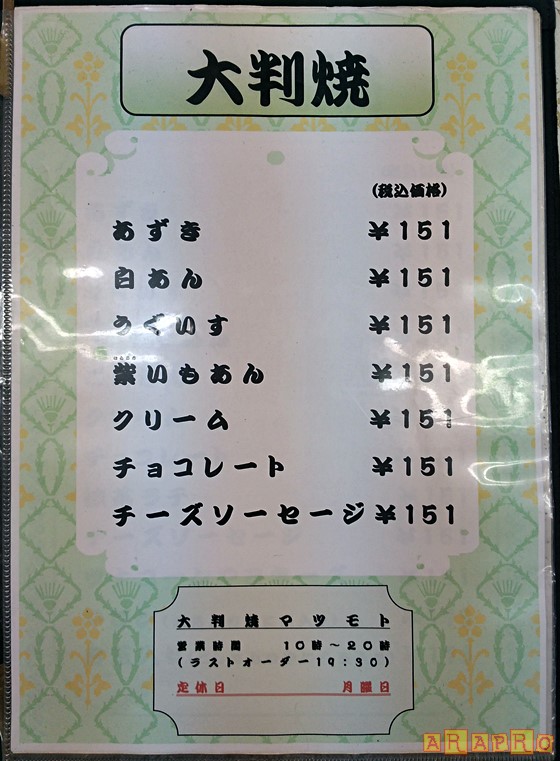 大判焼
(税込価格)
あずき ¥151
白あん ¥151
うぐいす ¥151
紫いもあん ¥151
クリーム ¥151
チョコレート ¥151
チーズソーセージ ¥151
大判焼マツモト
営業時間 10時~20時
(ラストオーダー19:30)
定休日 月曜日
ARAPRO